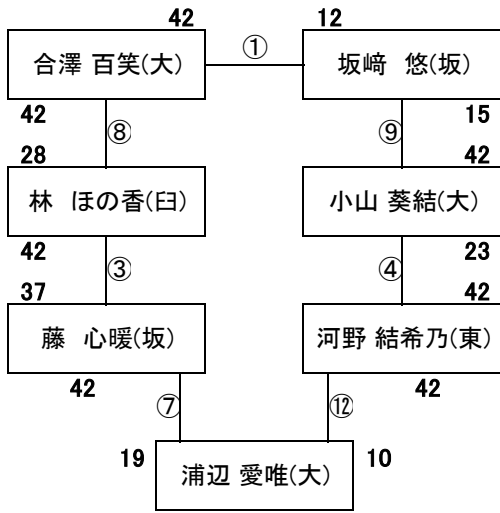 42 12
合澤 百笑(大) ① 坂﨑 悠(坂)
42 ⑧ ⑨ 15
28 42
林 ほの香(臼) 小山 葵結(大)
42 ③ ④ 23
37 42
藤 心暖(坂) 河野 結希乃(東)
42 42
⑦ ⑫
19 浦辺 愛唯(大) 10